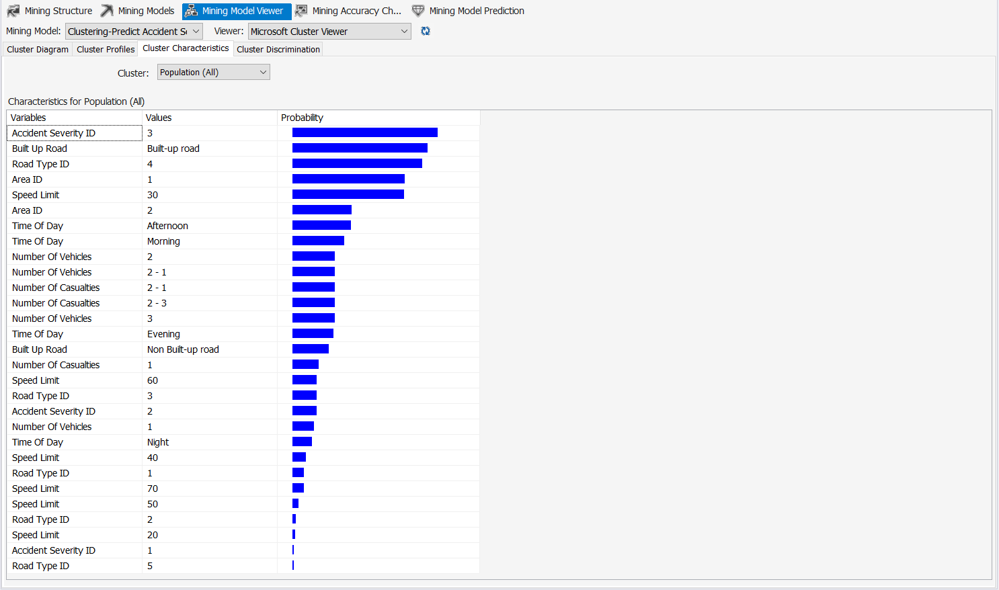 Mining Structure Mining Models Mining Model Viewer Mining Accuracy Ch... Mining Model Prediction
Mining Model: Clustering-Predict Accident Se Viewer: Microsoft Cluster Viewer
Cluster Diagram Cluster Profiles Cluster Characteristics Cluster Discrimination
Cluster: Population (All)
Characteristics for Population (All)
Variables Values Probability
Accident Severity ID 3
Built Up Road Built-up road
Road Type ID 4
Area ID 1
Speed Limit 30
Area ID 2
Time Of Day Afternoon
Time Of Day Morning
Number Of Vehicles 2
Number Of Vehicles 2 - 1
Number Of Casualties 2 - 1
Number Of Casualties 2 - 3
Number Of Vehicles 3
Time Of Day Evening
Built Up Road Non Built-up road
Number Of Casualties 1
Speed Limit 60
Road Type ID 3
Accident Severity ID 2
Number Of Vehicles 1
Time Of Day Night
Speed Limit 40
Road Type ID 1
Speed Limit 70
Speed Limit 50
Road Type ID 2
Speed Limit 20
Accident Severity ID 1
Road Type ID 5